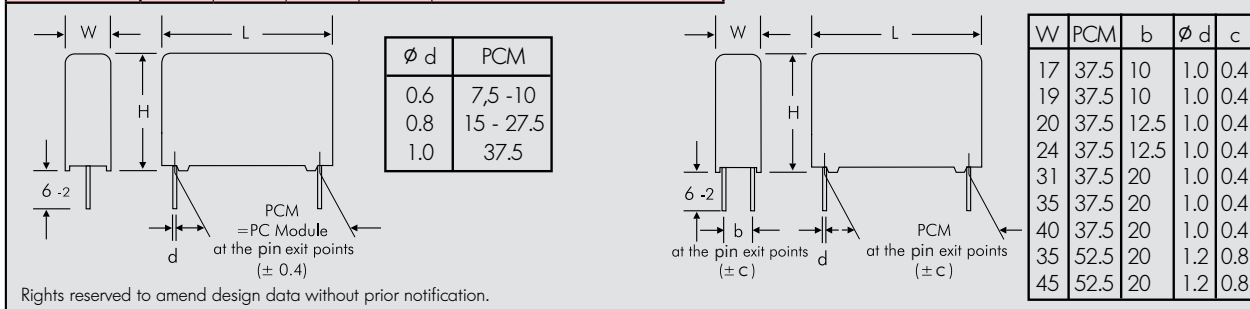 W
L
H
6 -2
d
PCM
=PC Module
at the pin exit points
(± 0.4)
ϕ d PCM
0.6 7,5 -10
0.8 15 - 27.5
1.0 37.5
Rights reserved to amend design data without prior notification.
W
L
H
6 -2
b
at the pin exit points
(± c)
d
PCM
at the pin exit points
(± c)
W PCM b ϕ d c
17 37.5 10 1.0 0.4
19 37.5 10 1.0 0.4
20 37.5 12.5 1.0 0.4
24 37.5 12.5 1.0 0.4
31 37.5 20 1.0 0.4
35 37.5 20 1.0 0.4
40 37.5 20 1.0 0.4
35 52.5 20 1.2 0.8
45 52.5 20 1.2 0.8